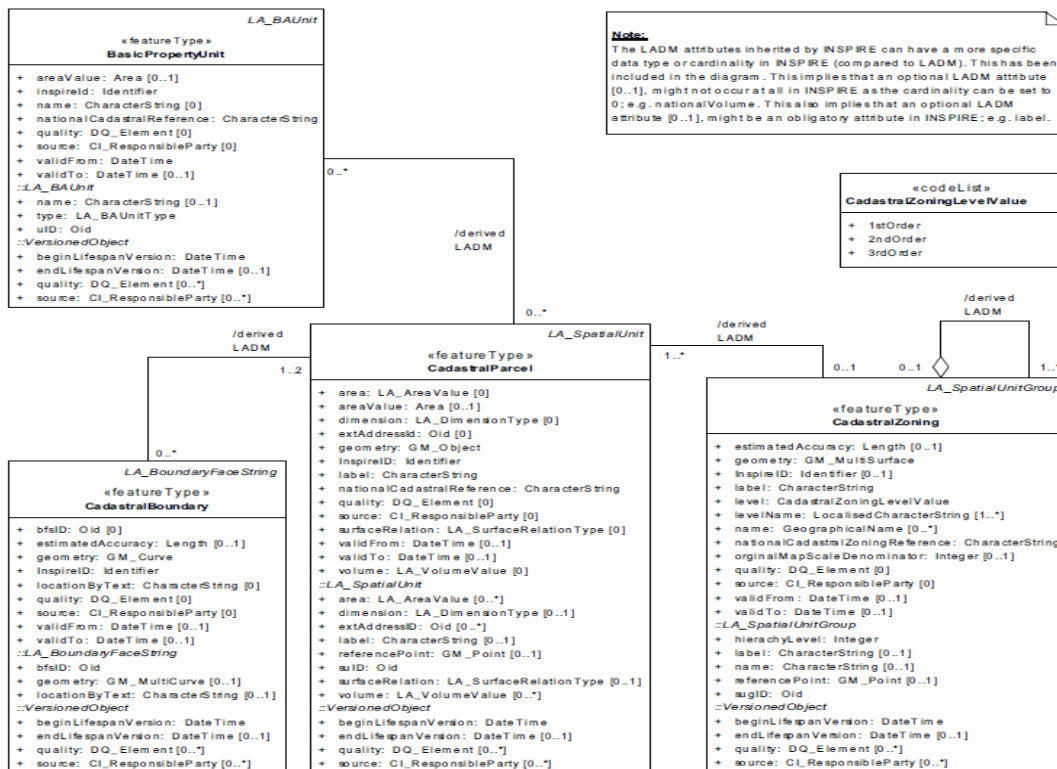 LA_BAUnit
«featureType»
BasicPropertyUnit
+ areaValue: Area [0..1]
+ inspireId: Identifier
+ name: CharacterString [0]
+ nationalCadastralReference: CharacterString
+ quality: DQ_Element [0]
+ source: CI_ResponsibleParty [0]
+ validFrom: DateTime
+ validTo: DateTime [0..1]
::LA_BAUnit
+ name: CharacterString [0..1]
+ type: LA_BAUnitType
+ uID: Oid
::VersionedObject
+ beginLifespanVersion: DateTime
+ endLifespanVersion: DateTime [0..1]
+ quality: DQ_Element [0..*]
+ source: CI_ResponsibleParty [0..*]
Note:
The LADM attributes inherited by INSPIRE can have a more specific
data type or cardinality in INSPIRE (compared to LADM). This has been
included in the diagram. This implies that an optional LADM attribute
[0..1], might not occur at all in INSPIRE as the cardinality can be set to
0; e.g. nationalVolume. This also implies that an optional LADM
attribute [0..1], might be an obligatory attribute in INSPIRE; e.g. label.
«codeList»
CadastralZoningLevelValue
+ 1stOrder
+ 2ndOrder
+ 3rdOrder
0..*
/derived
LADM
0..*
/derived
LADM
1..2
0..*
/derived
LADM
1..*
0..1
/derived
LADM
0..1
1..*
LA_BoundaryFaceString
«featureType»
CadastralBoundary
+ bfsID: Oid [0]
+ estimatedAccuracy: Length [0..1]
+ geometry: GM_Curve
+ InspireID: Identifier
+ locationByText: CharacterString [0]
+ quality: DQ_Element [0]
+ source: CI_ResponsibleParty [0]
+ validFrom: DateTime [0..1]
+ validTo: DateTime [0..1]
::LA_BoundaryFaceString
+ bfsID: Oid
+ geometry: GM_MultiCurve [0..1]
+ locationByText: CharacterString [0..1]
::VersionedObject
+ beginLifespanVersion: DateTime
+ endLifespanVersion: DateTime [0..1]
+ quality: DQ_Element [0..*]
+ source: CI_ResponsibleParty [0..*]
LA_SpatialUnit
«featureType»
CadastralParcel
+ area: LA_AreaValue [0]
+ areaValue: Area [0..1]
+ dimension: LA_DimensionType [0]
+ extAddressId: Oid [0]
+ geometry: GM_Object
+ InspireID: Identifier
+ label: CharacterString
+ nationalCadastralReference: CharacterString
+ quality: DQ_Element [0]
+ source: CI_ResponsibleParty [0]
+ surfaceRelation: LA_SurfaceRelationType [0]
+ validFrom: DateTime [0..1]
+ validTo: DateTime [0..1]
+ volume: LA_VolumeValue [0]
::LA_SpatialUnit
+ area: LA_AreaValue [0..*]
+ dimension: LA_DimensionType [0..1]
+ extAddressID: Oid [0..*]
+ label: CharacterString [0..1]
+ referencePoint: GM_Point [0..1]
+ suID: Oid
+ surfaceRelation: LA_SurfaceRelationType [0..1]
+ volume: LA_VolumeValue [0..*]
::VersionedObject
+ beginLifespanVersion: DateTime
+ endLifespanVersion: DateTime [0..1]
+ quality: DQ_Element [0..*]
+ source: CI_ResponsibleParty [0..*]
LA_SpatialUnitGroup
«featureType»
CadastralZoning
+ estimatedAccuracy: Length [0..1]
+ geometry: GM_MultiSurface
+ InspireID: Identifier [0..1]
+ label: CharacterString
+ level: CadastralZoningLevelValue
+ levelName: LocalisedCharacterString [1..*]
+ name: GeographicalName [0..*]
+ nationalCadastralZoningReference: CharacterString
+ orginalMapScaleDenominator: Integer [0..1]
+ quality: DQ_Element [0]
+ source: CI_ResponsibleParty [0]
+ validFrom: DateTime [0..1]
+ validTo: DateTime [0..1]
::LA_SpatialUnitGroup
+ hierachyLevel: Integer
+ label: CharacterString [0..1]
+ name: CharacterString [0..1]
+ referencePoint: GM_Point [0..1]
+ sugID: Oid
::VersionedObject
+ beginLifespanVersion: DateTime
+ endLifespanVersion: DateTime [0..1]
+ quality: DQ_Element [0..*]
+ source: CI_ResponsibleParty [0..*]